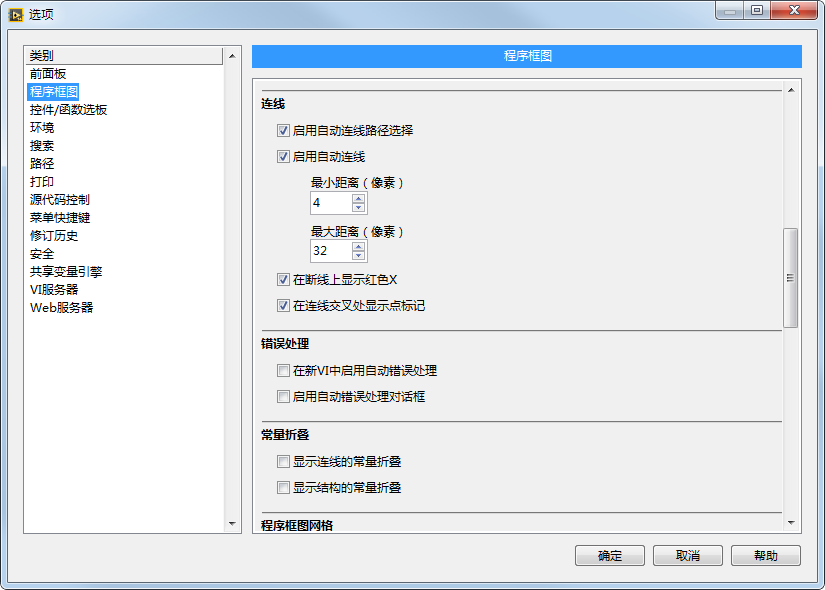 选项
类别
前面板
程序框图
控件/函数选板
环境
搜索
路径
打印
源代码控制
菜单快捷键
修订历史
安全
共享变量引擎
VI服务器
Web服务器
程序框图
连线
启用自动连线路径选择
启用自动连线
最小距离（像素）
4
最大距离（像素）
32
在断线上显示红色X
在连线交叉处显示点标记
错误处理
在新VI中启用自动错误处理
启用自动错误处理对话框
常量折叠
显示连线的常量折叠
显示结构的常量折叠
程序框图网格
确定
取消
帮助